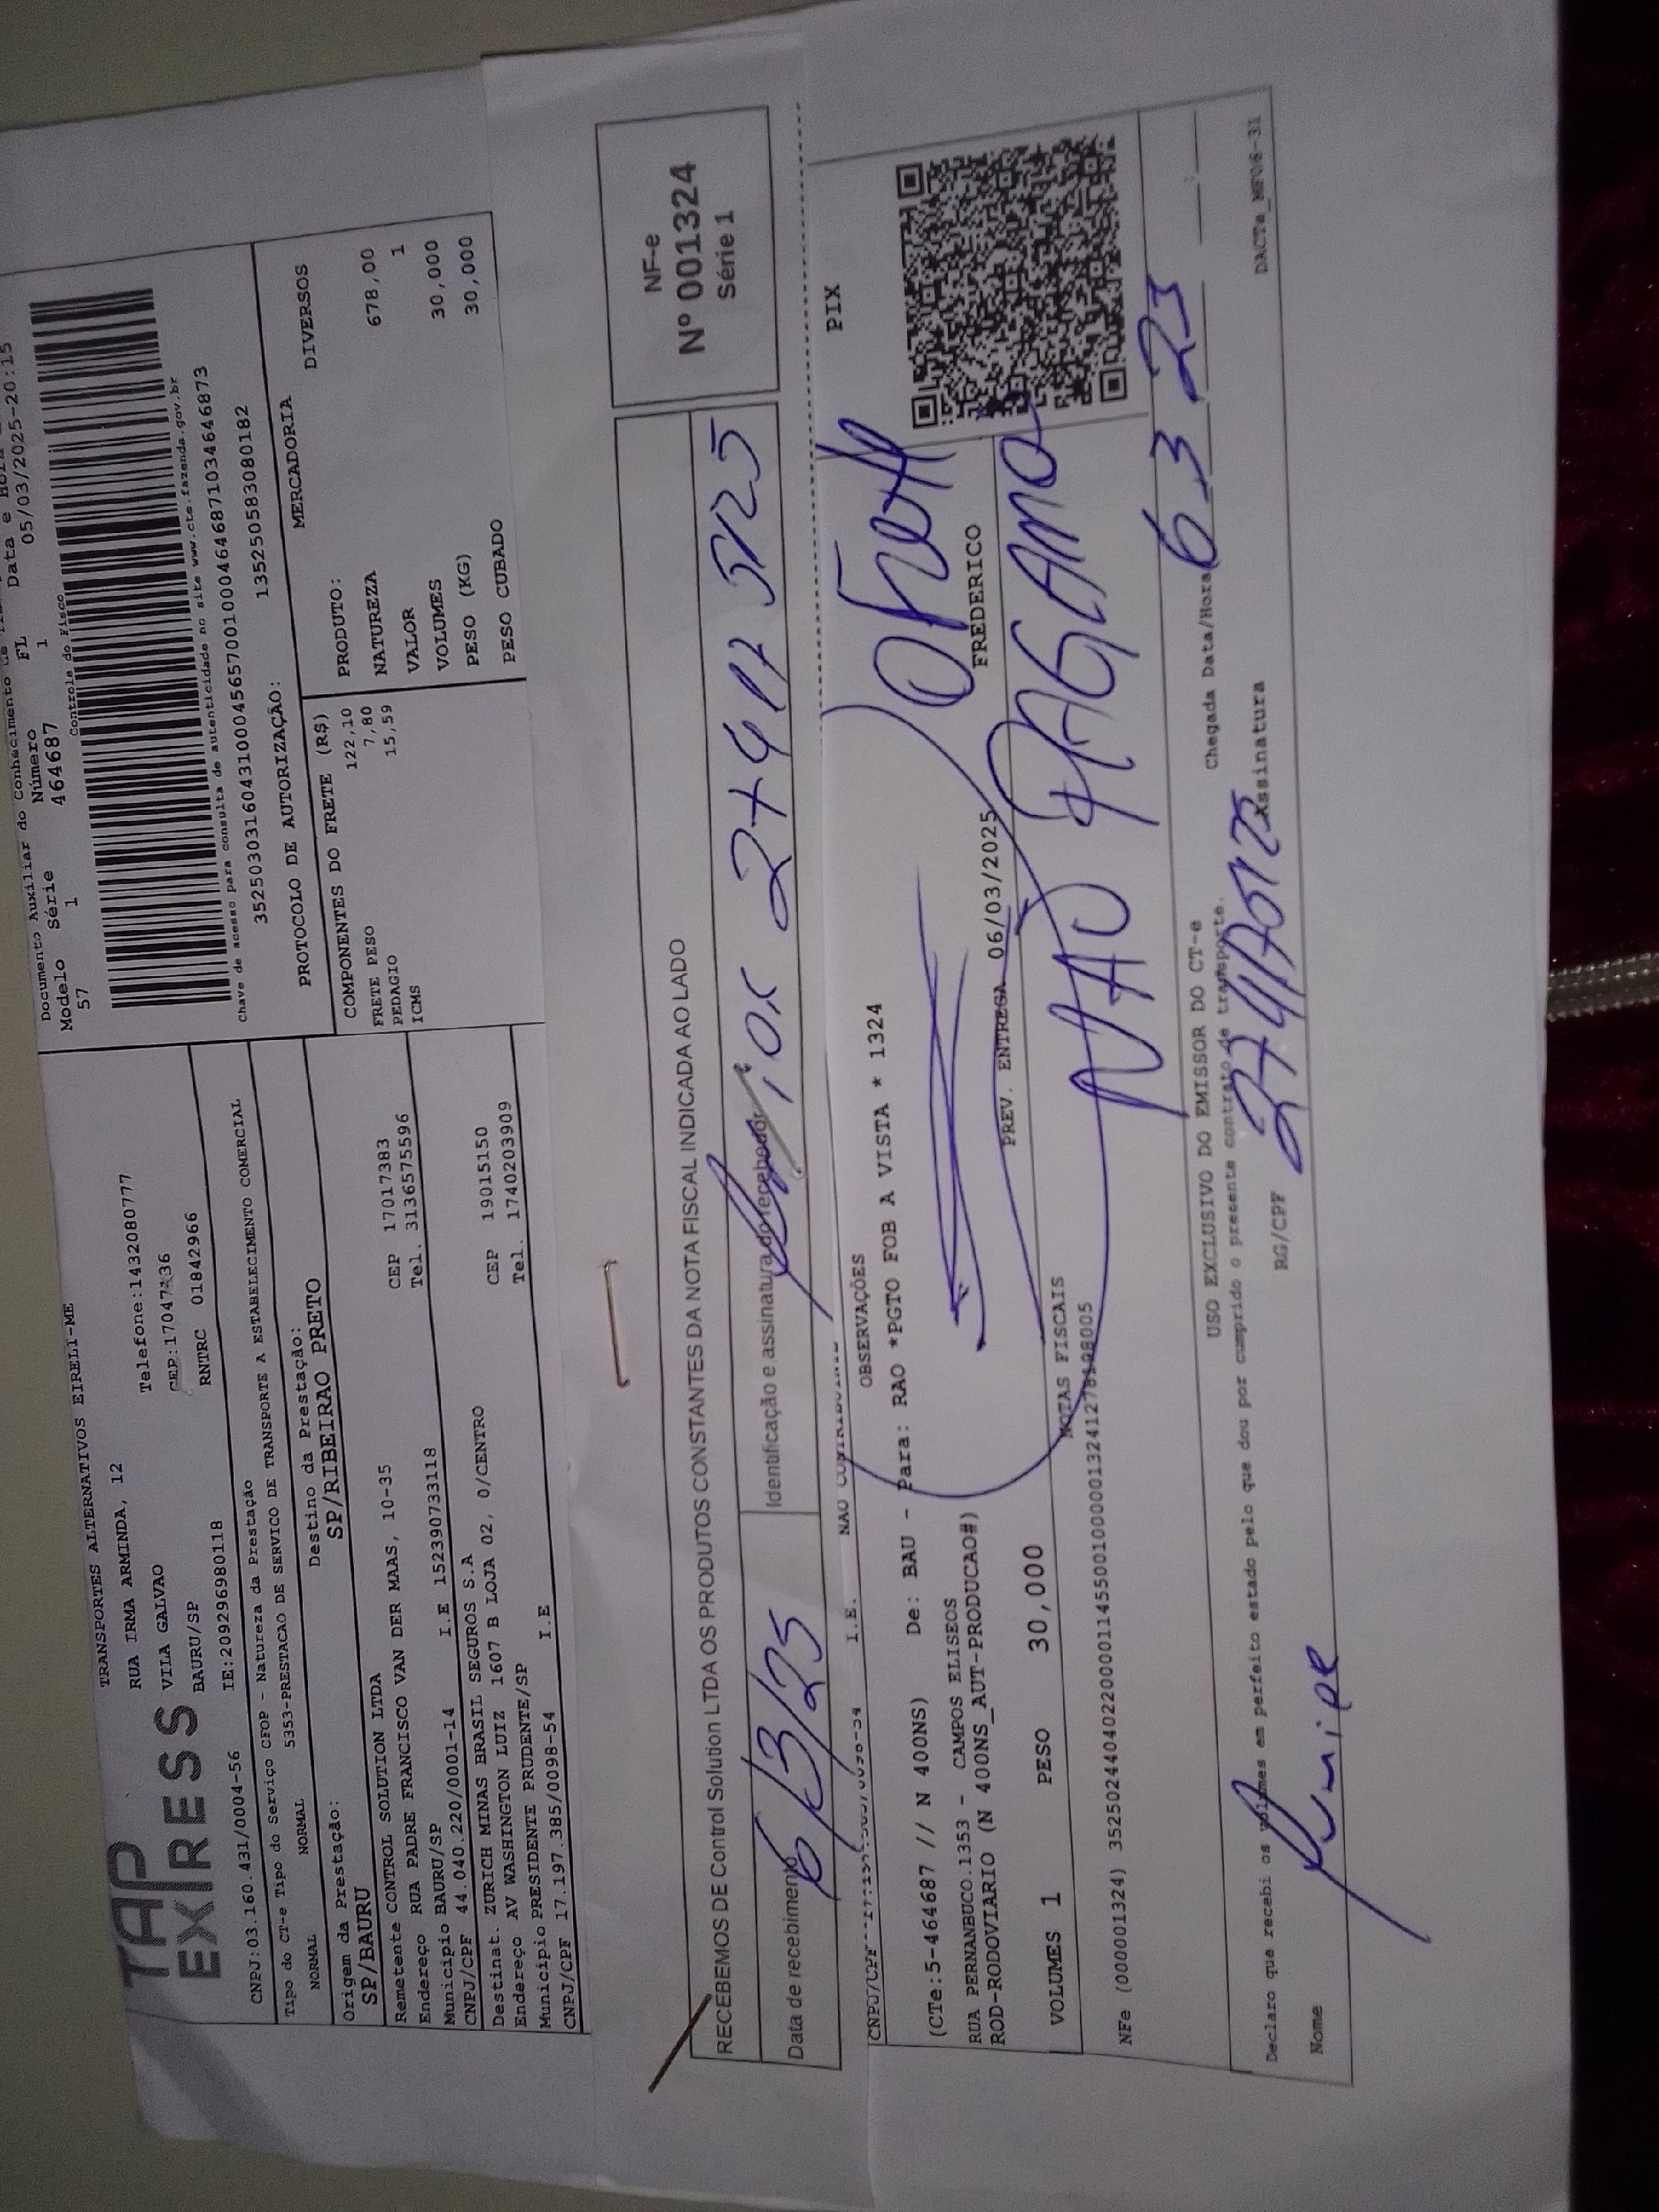 TAP
EXPRESS
TRANSPORTES ALTERNATIVOS EIRELI-ME
RUA IRMA ARMINDA, 12
VILA GALVAO
Telefone:1432080777
BAURU/SP
IE:209296980118
RNTRC 01842966
CNPJ:03.160.431/0004-56
Documento Auxiliar do Conhecimento de
Data e Hora
Modelo Série Número FL
57 1 464687 1 05/03/2025-20:15
Controle do Fisco
Chave de acesso para consulta de autenticidade no site www.cte.fazenda.gov.br
35250303160431000456570010004646871034646873
PROTOCOLO DE AUTORIZAÇÃO: 135250583080182
Tipo do CT-e Tipo do Serviço CFOP - Natureza da Prestação
NORMAL NORMAL 5353-PRESTACAO DE SERVICO DE TRANSPORTE A ESTABELECIMENTO COMERCIAL
Origem da Prestação: Destino da Prestação:
SP/BAURU SP/RIBEIRAO PRETO
Remetente CONTROL SOLUTION LTDA
Endereço RUA PADRE FRANCISCO VAN DER MAAS, 10-35 CEP 17017383
Município BAURU/SP Tel. 313657 5596
CNPJ/CPF 44.040.220/0001-14 I.E 152390733118
Destinat. ZURICH MINAS BRASIL SEGUROS S.A
Endereço AV WASHINGTON LUIZ 1607 B LOJA 02, 0/CENTRO CEP 19015150
Município PRESIDENTE PRUDENTE/SP Tel. 1740203909
CNPJ/CPF 17.197.385/0098-54 I.E
COMPONENTES DO FRETE (R$)
FRETE PESO 122,10
PEDAGIO 7,80
ICMS 15,59
MERCADORIA
PRODUTO: DIVERSOS
NATUREZA
VALOR 678,00
VOLUMES 1
PESO (KG) 30,000
PESO CUBADO 30,000
RECEBEMOS DE Control Solution LTDA OS PRODUTOS CONSTANTES DA NOTA FISCAL INDICADA AO LADO
NF-e
Nº 001324
Série 1
Data de recebimento
6/3/25
Identificação e assinatura do recebedor
I.E.
OBSERVAÇÕES
PIX
(CTe:5-464687 // N 400NS) De: BAU - Para: RAO *PGTO FOB A VISTA * 1324
RUA PERNANBUCO.1353 - CAMPOS ELISEOS
ROD-RODOVIARIO (N 400NS_AUT-PRODUCAO#)
FREDERICO
VOLUMES 1 PESO 30,000
PREV. ENTREGA 06/03/2025
NÃO PAGAMO
NOTAS FISCAIS
USO EXCLUSIVO DO EMISSOR DO CT-e
Declaro que recebi os volumes em perfeito estado pelo que dou por cumprido o presente contrato de transporte.
Chegada Data/Hora 6 3 25
Nome
RG/CPF
Assinatura
DACTe_MF06-31